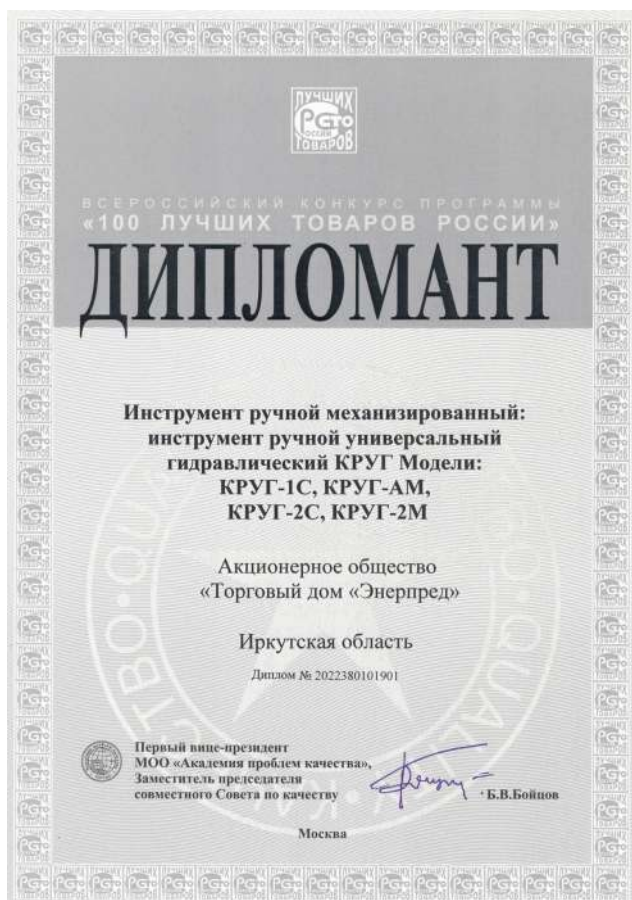 ЛУЧШИХ
РСто
РОССИИ
ТОВАРОВ
ВСЕРОССИЙСКИЙ КОНКУРС ПРОГРАММЫ
«100 ЛУЧШИХ ТОВАРОВ РОССИИ»
ДИПЛОМАНТ
Инструмент ручной механизированный:
инструмент ручной универсальный
гидравлический КРУГ Модели:
КРУГ-1С, КРУГ-АМ,
КРУГ-2С, КРУГ-2М
Акционерное общество
«Торговый дом «Энерпред»
Иркутская область
Диплом № 2022380101901
Первый вице-президент
МОО «Академия проблем качества»,
Заместитель председателя
совместного Совета по качеству
Б.В.Бойцов
Москва